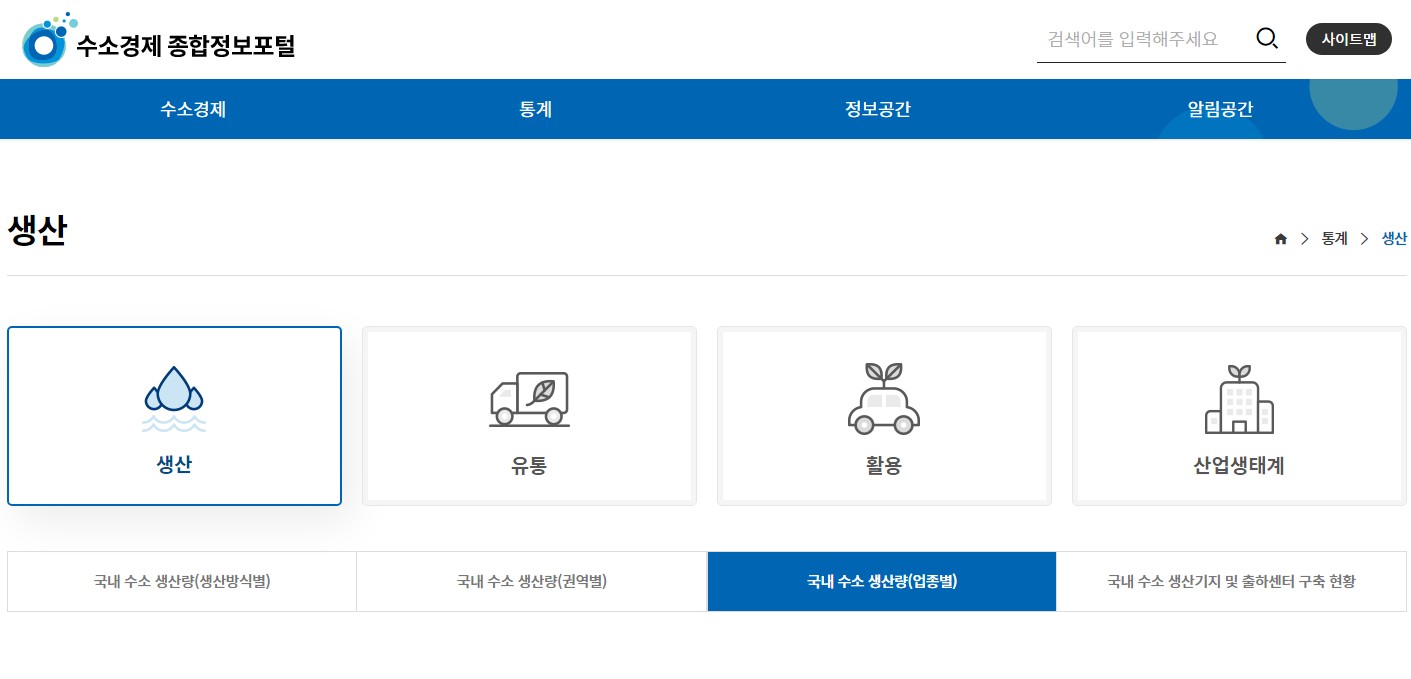 수소경제 종합정보포털
검색어를 입력해주세요
사이트맵
수소경제
통계
정보공간
알림공간
생산
통계
생산
생산
유통
활용
산업생태계
국내 수소 생산량(생산방식별)
국내 수소 생산량(권역별)
국내 수소 생산량(업종별)
국내 수소 생산기지 및 출하센터 구축 현황